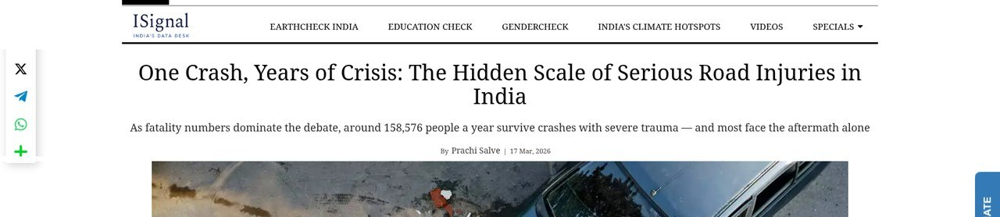 ISignal
INDIA'S DATA DESK
EARTHCHECK INDIA EDUCATION CHECK GENDERCHECK INDIA'S CLIMATE HOTSPOTS VIDEOS SPECIALS
One Crash, Years of Crisis: The Hidden Scale of Serious Road Injuries in
India
As fatality numbers dominate the debate, around 158,576 people a year survive crashes with severe trauma — and most face the aftermath alone
By Prachi Salve | 17 Mar, 2026